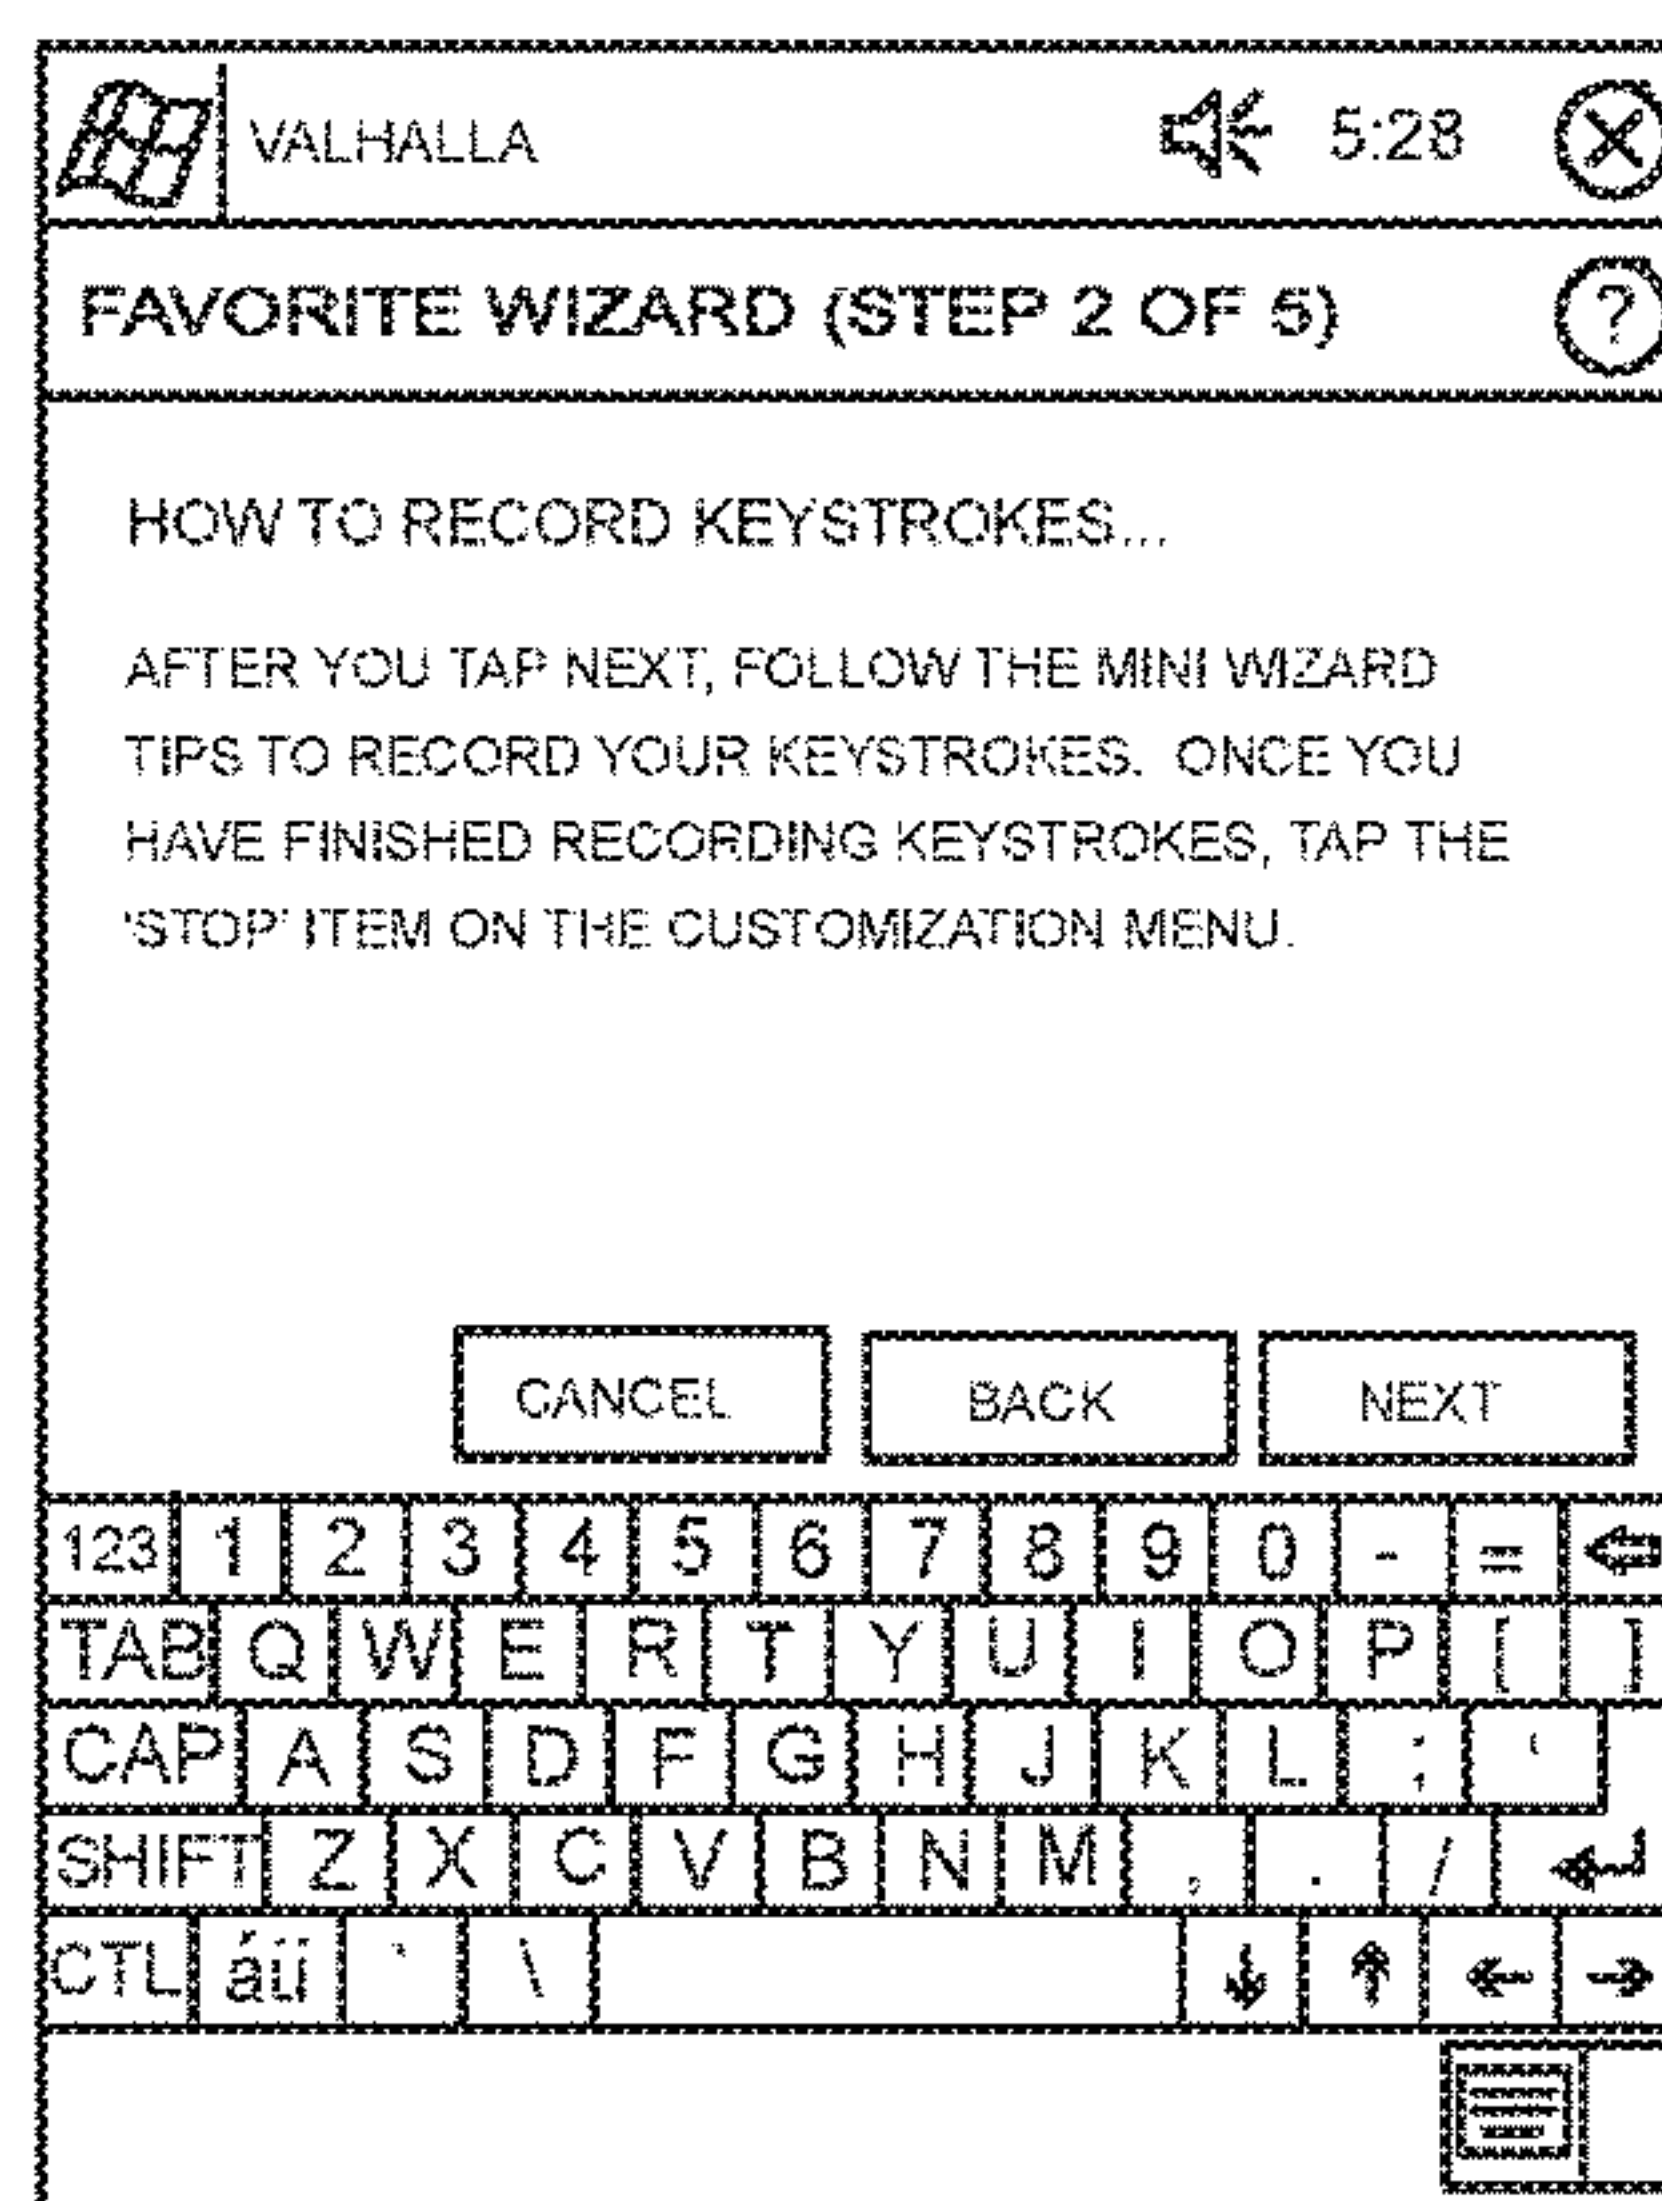 VALHALLA 5:28
FAVORITE WIZARD (STEP 2 OF 5)
?
HOW TO RECORD KEYSTROKES...
AFTER YOU TAP NEXT, FOLLOW THE MINI WIZARD
TIPS TO RECORD YOUR KEYSTROKES. ONCE YOU
HAVE FINISHED RECORDING KEYSTROKES, TAP THE
'STOP' ITEM ON THE CUSTOMIZATION MENU.
CANCEL BACK NEXT
123 1 2 3 4 5 6 7 8 9 0 - =
TAB Q W E R T Y U I O P [ ]
CAP A S D F G H J K L ; '
SHIFT Z X C V B N M , . /
CTL áü ` \